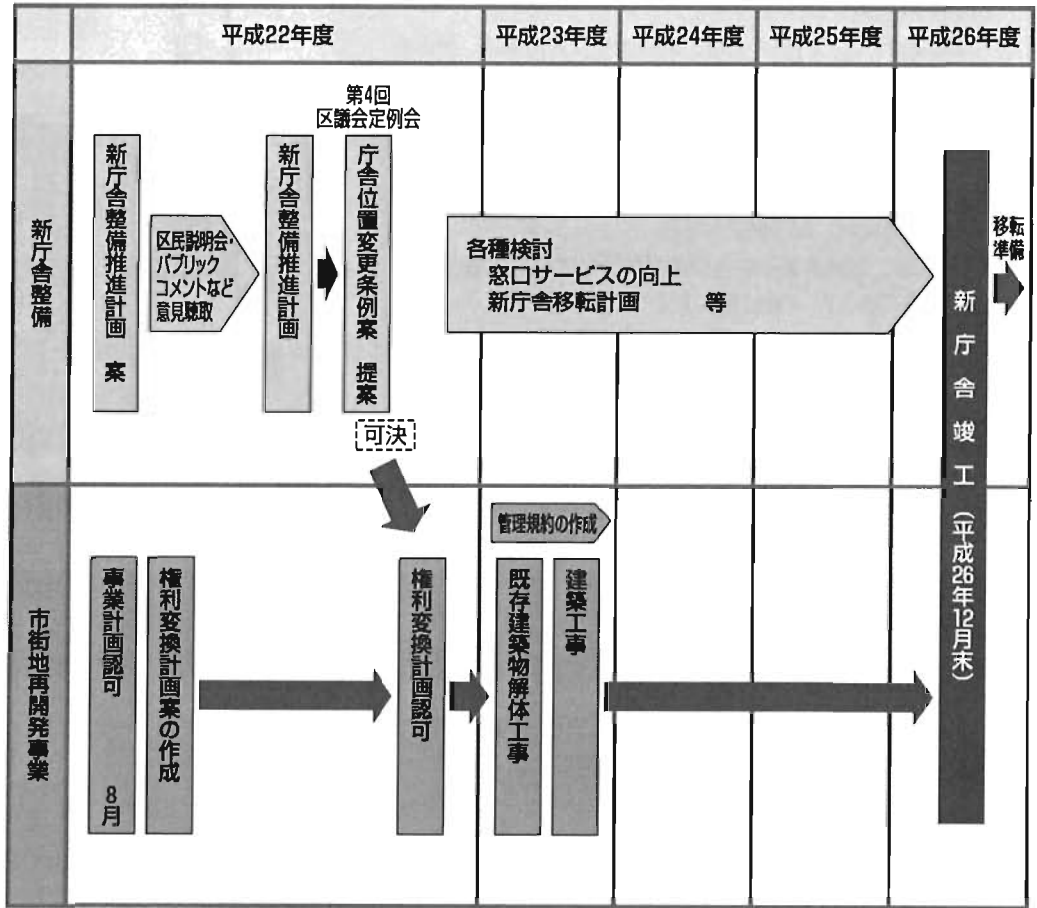 平成22年度
平成23年度
平成24年度
平成25年度
平成26年度
新庁舎整備
新庁舎整備推進計画 案
区民説明会・
パブリック
コメントなど
意見聴取
新庁舎整備推進計画
第4回
区議会定例会
庁舎位置変更条例案 提案
可決
各種検討
窓口サービスの向上
新庁舎移転計画 等
新庁舎竣工(平成26年12月末)
移転
準備
市街地再開発事業
事業計画認可 8月
権利変換計画案の作成
権利変換計画認可
管理規約の作成
既存建築物解体工事
建築工事